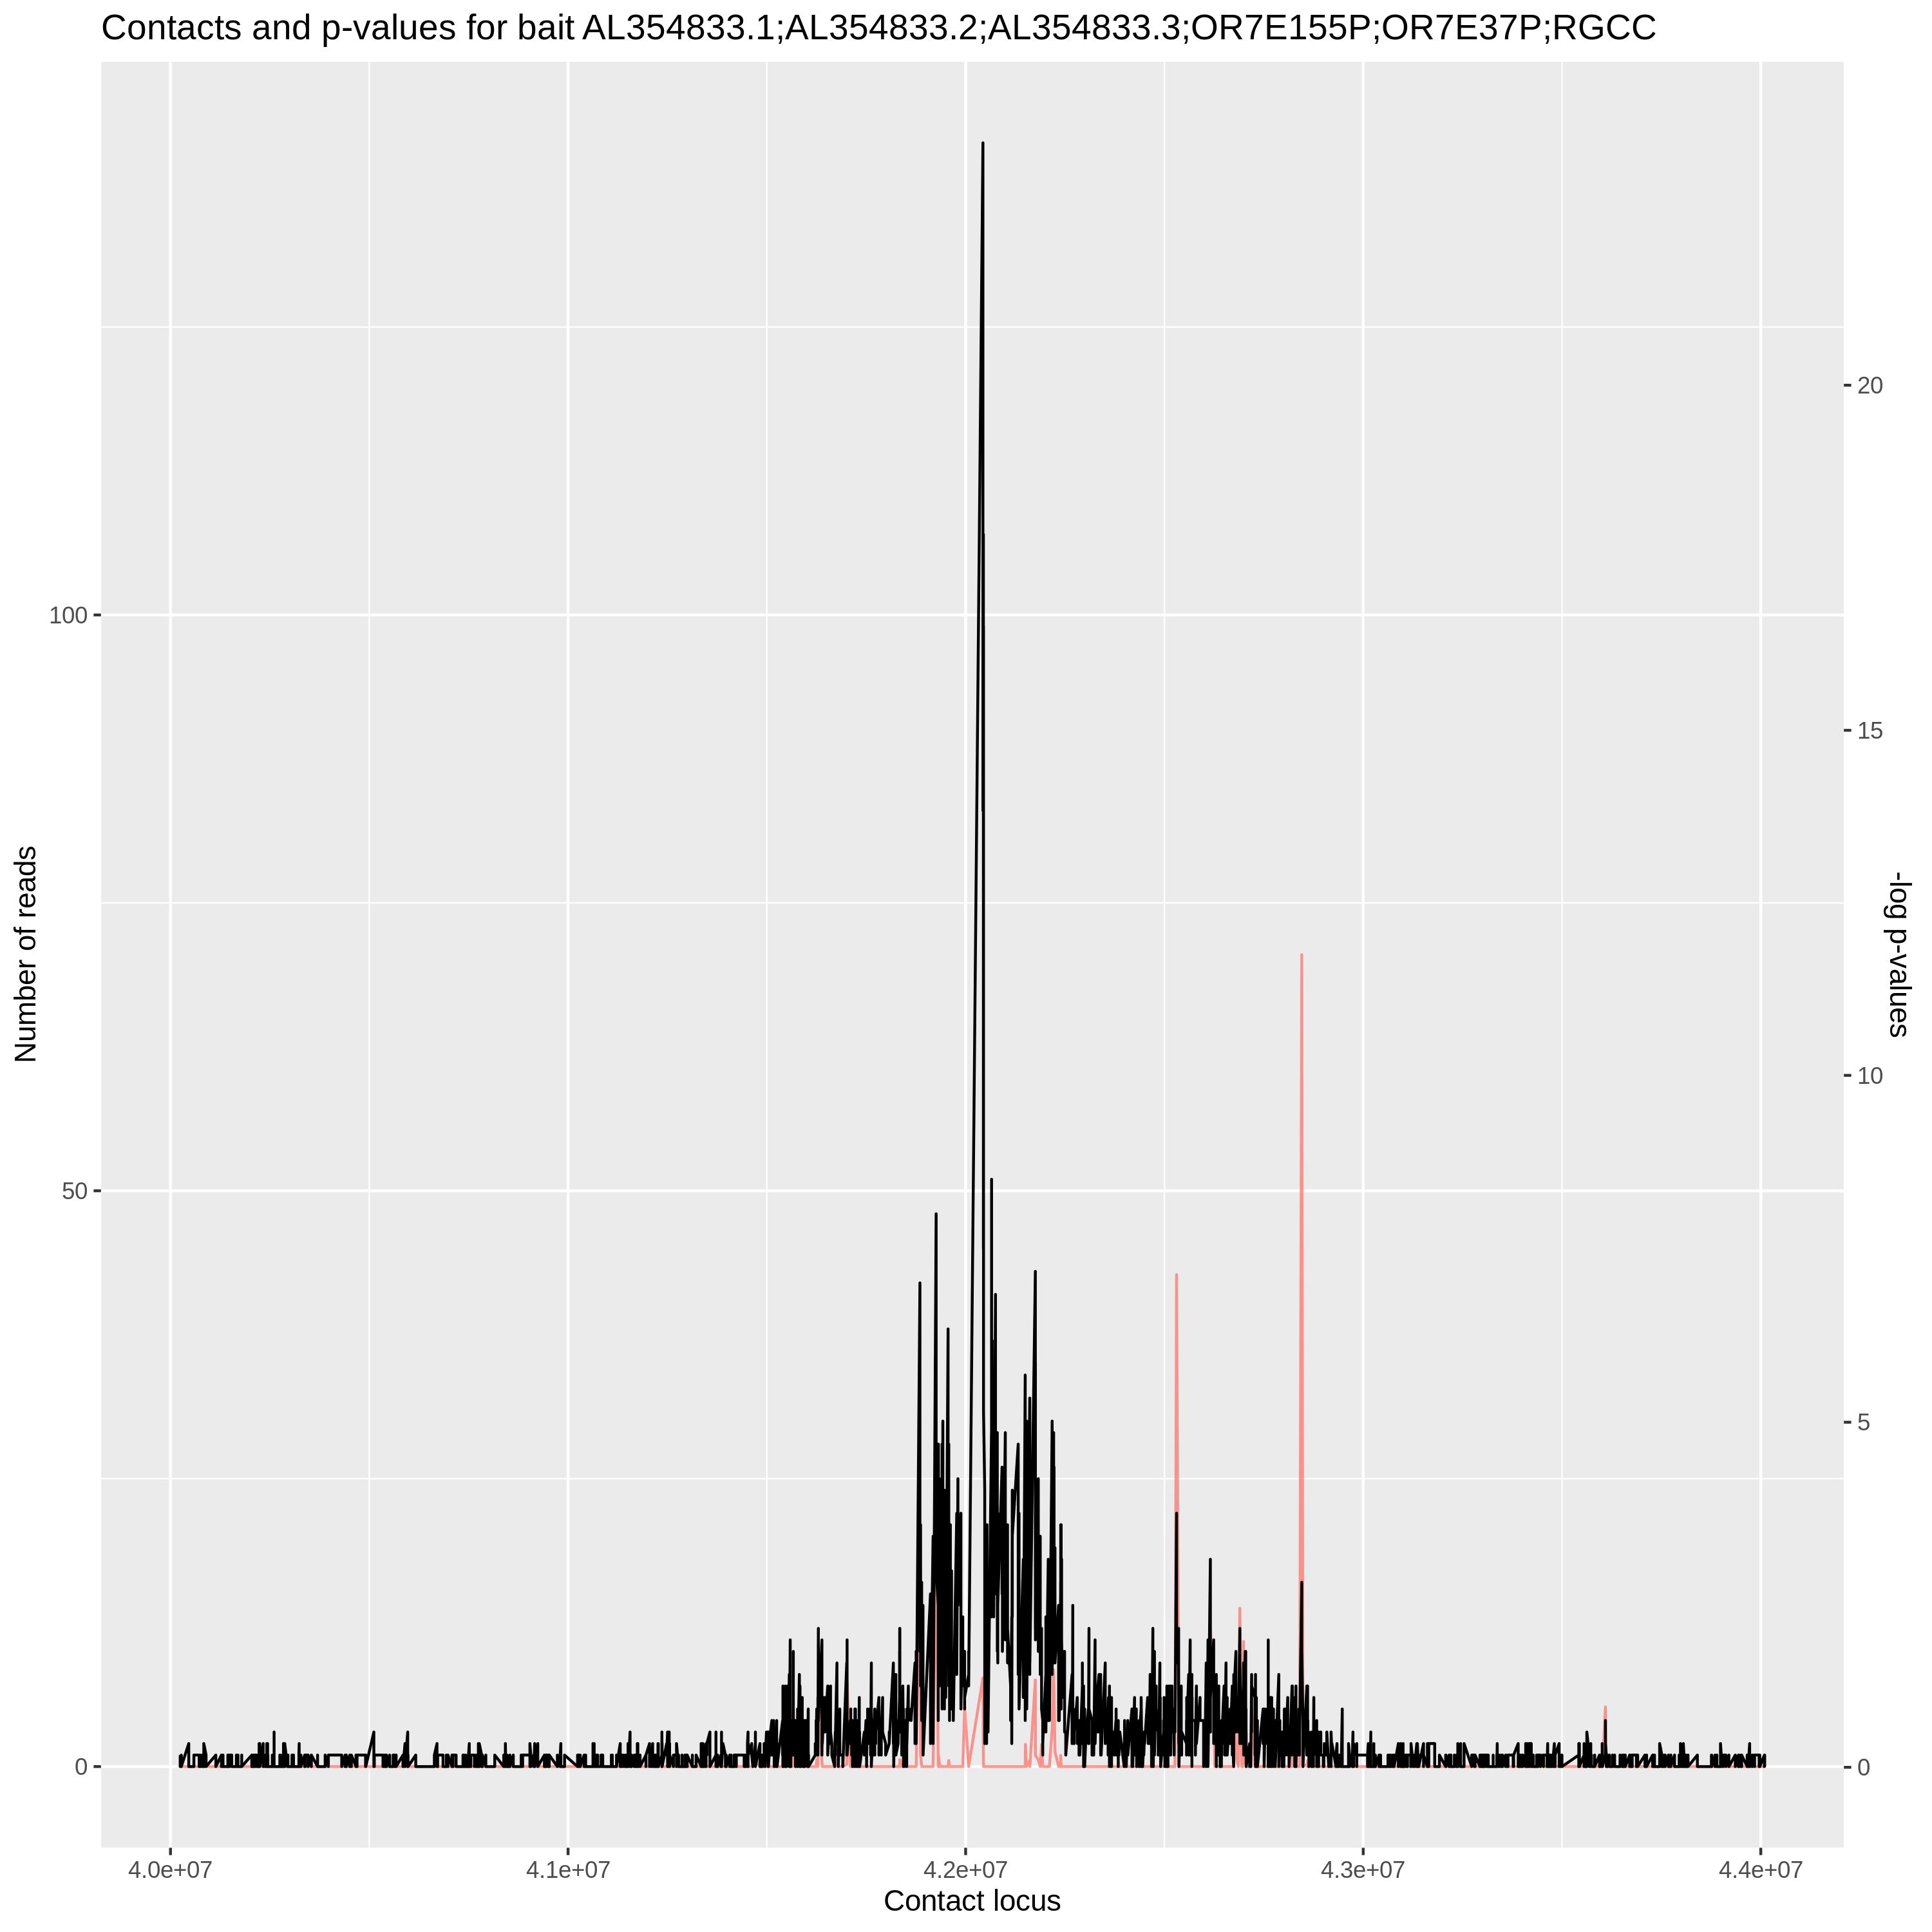 Contacts and p-values for bait AL354833.1;AL354833.2;AL354833.3;OR7E155P;OR7E37P;RGCC
Number of reads
100
50
0
20
15
10
5
0
-log p-values
4.0e+07 4.1e+07 4.2e+07 4.3e+07 4.4e+07
Contact locus